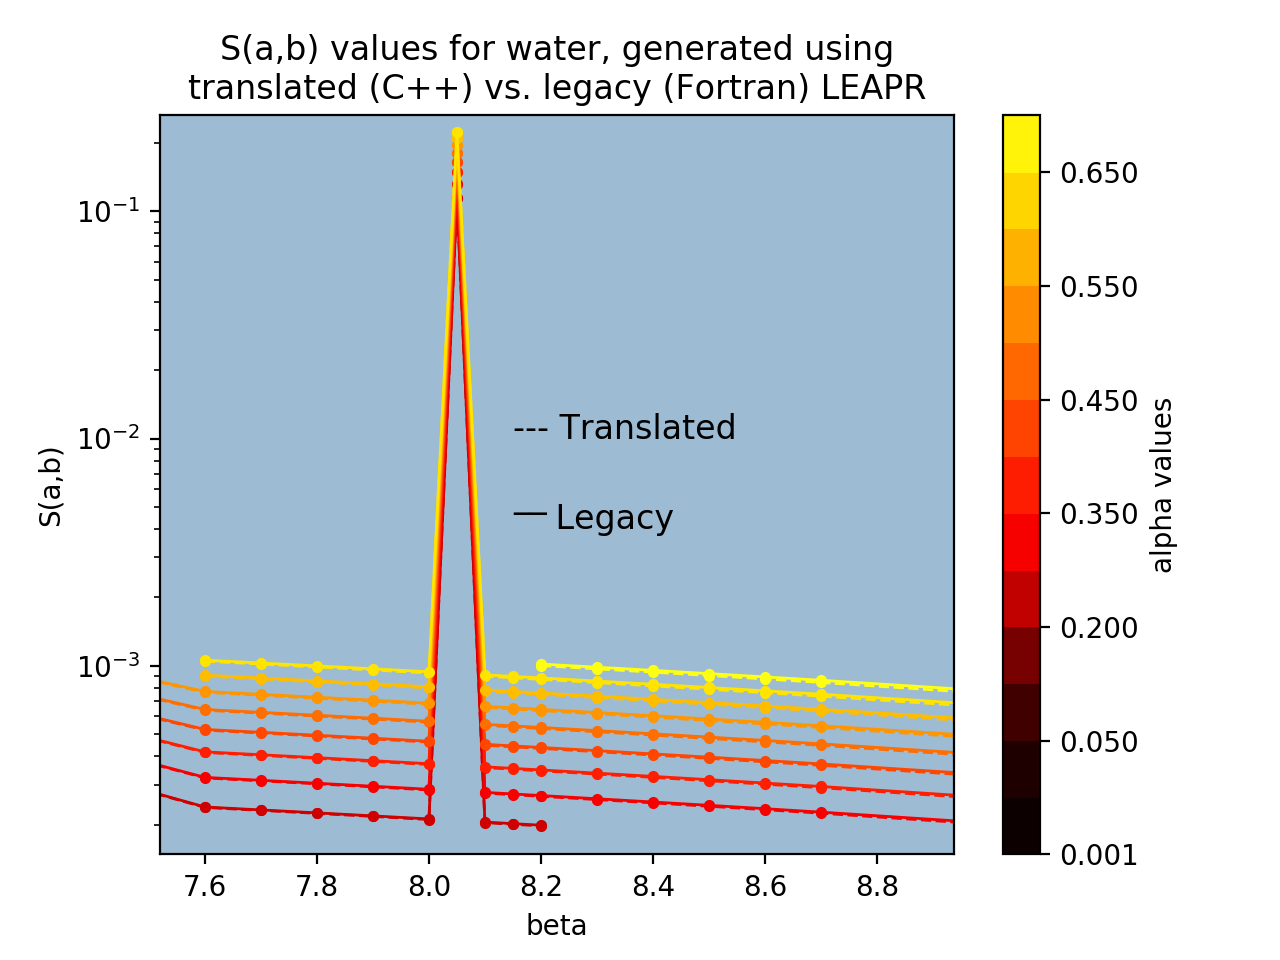 S(a,b) values for water, generated using
translated (C++) vs. legacy (Fortran) LEAPR
10⁻¹
10⁻²
10⁻³
S(a,b)
--- Translated
— Legacy
7.6
7.8
8.0
8.2
8.4
8.6
8.8
beta
0.650
0.550
0.450
0.350
0.200
0.050
0.001
alpha values